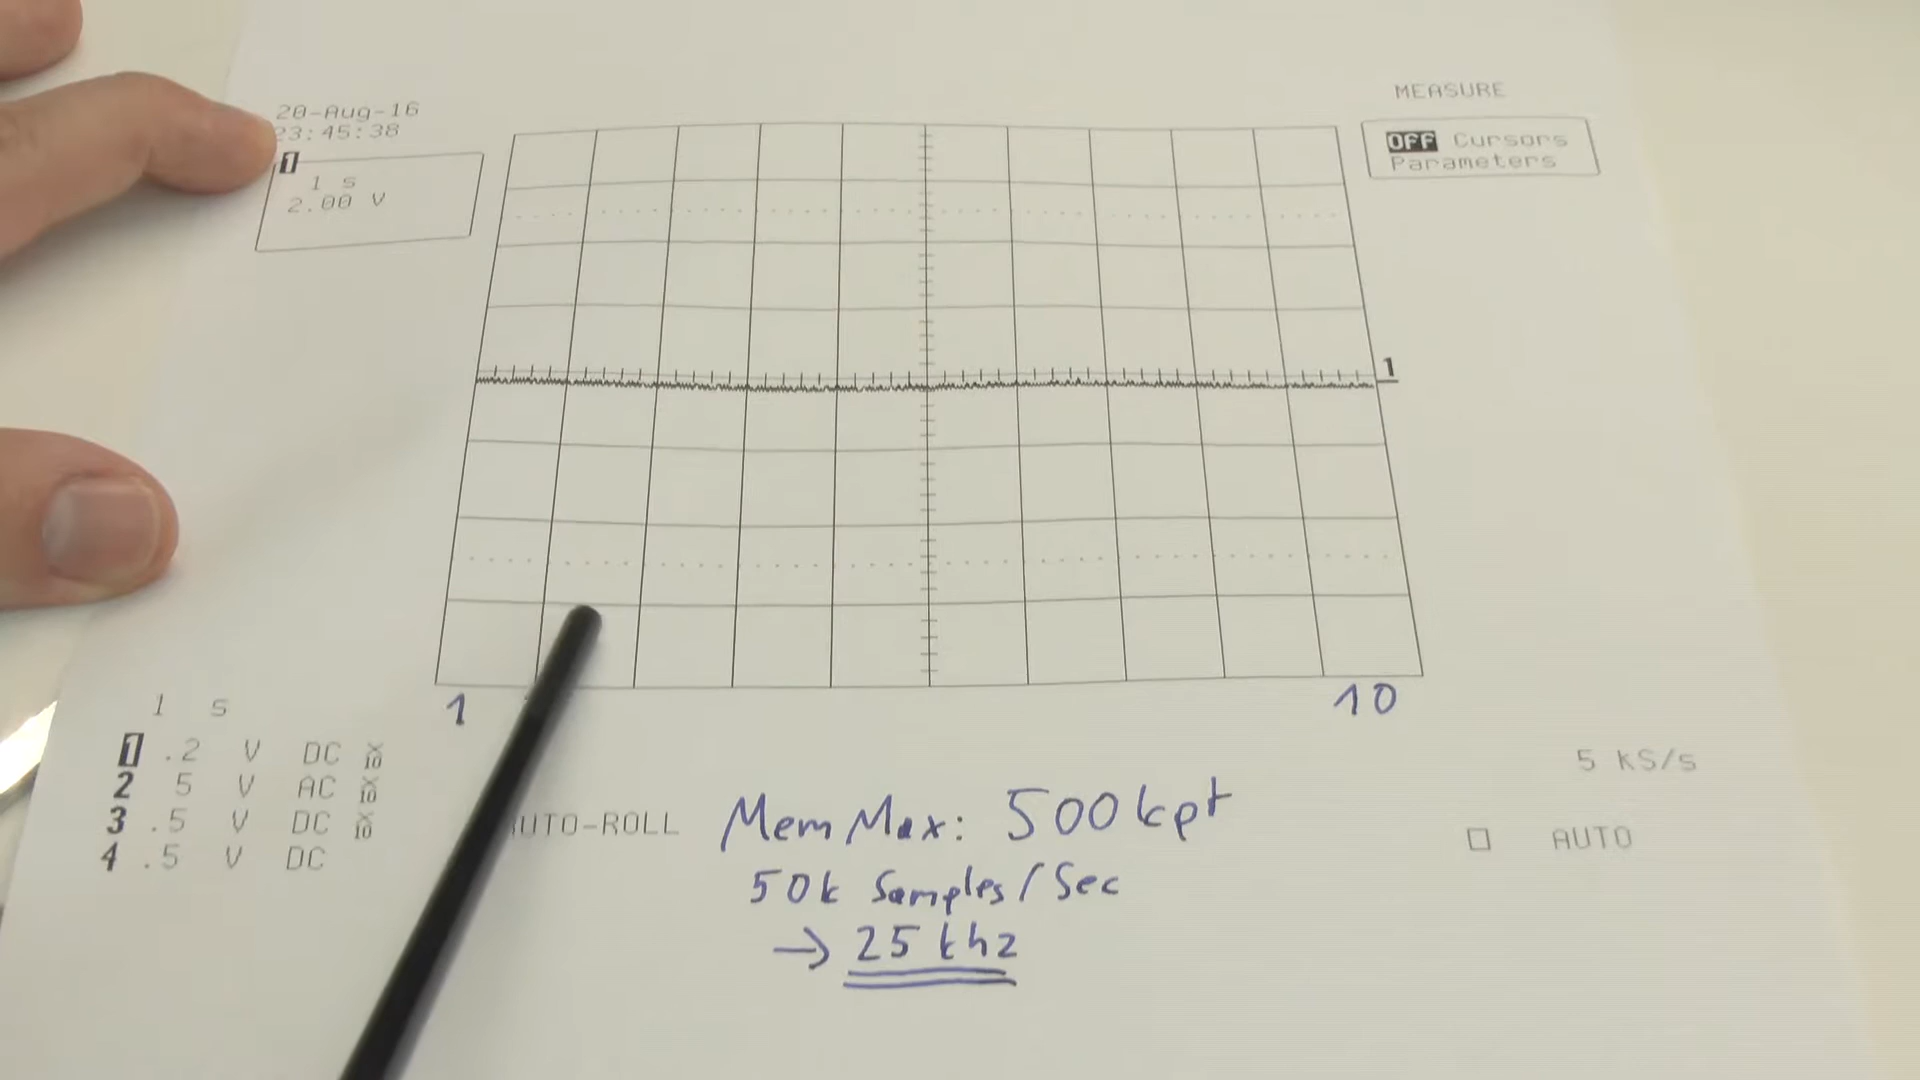 20-Aug-16
23:45:38
1
1 s
2.00 V
MEASURE
OFF Cursors
Parameters
1
1
10
1 s
1 .2 V DC
2 5 V AC
3 .5 V DC
4 .5 V DC
UTO-ROLL
MemMax: 500kpt
50k Samples/Sec
→ 25 khz
5 kS/s
□ AUTO